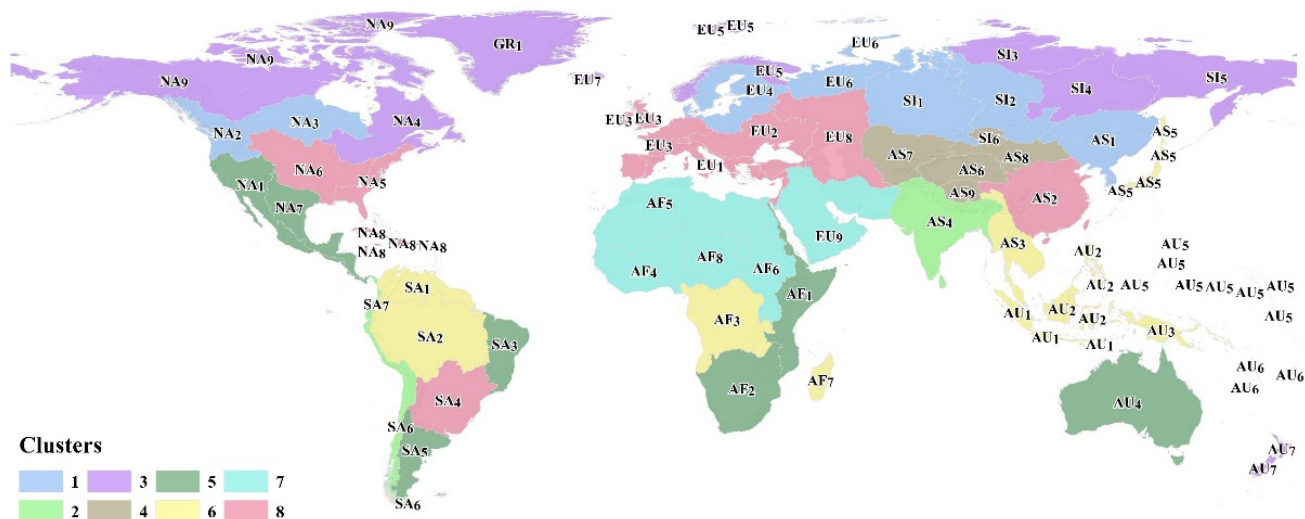 NA9
EU5 EU5
GR1
EU6
NA9
SI3
NA9
EU7
EU5
EU6
SI5
EU4
SI4
SI1
SI2
NA4
EU3 EU3
NA3
NA2
EU2
EU8
AS1
AS5
SI6
EU3
AS7
AS8
AS5
NA6
EU1
AS6
NA5
AS5
NA1
AS9
AS5
AS2
AF5
NA7
AS4
NA8
EU9
NA8 NA8
AU5
NA8
AS3
AU2
AF8
AF6
AU5
AF4
SA1
AU2 AU5 AU5 AU5 AU5 AU5
AF1
SA7
AU1
AU2 AU2
AF3
AU5
AU3
SA2
AU1
AU1
SA3
AU6
AU6
AF2
AF7
AU6
SA4
AU4
SA6
Clusters
SA5
AU7
AU7
1 3 5 7
SA6
2 4 6 8